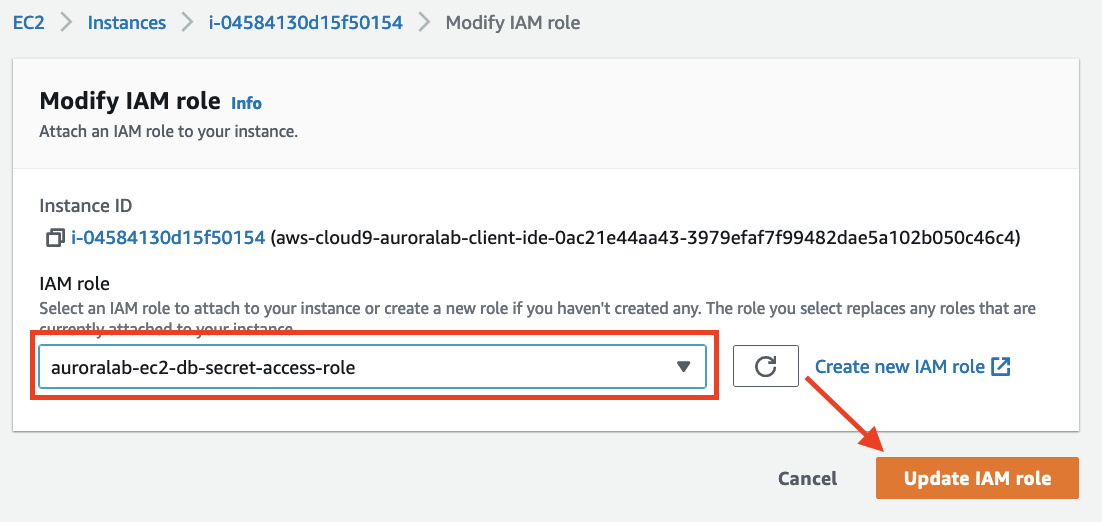 EC2 > Instances > i-04584130d15f50154 > Modify IAM role
Modify IAM role Info
Attach an IAM role to your instance.
Instance ID
i-04584130d15f50154 (aws-cloud9-auroralab-client-ide-0ac21e44aa43-3979efaf7f99482dae5a102b050c46c4)
IAM role
Select an IAM role to attach to your instance or create a new role if you haven't created any. The role you select replaces any roles that are
currently attached to your instance.
auroralab-ec2-db-secret-access-role
Create new IAM role
Cancel
Update IAM role